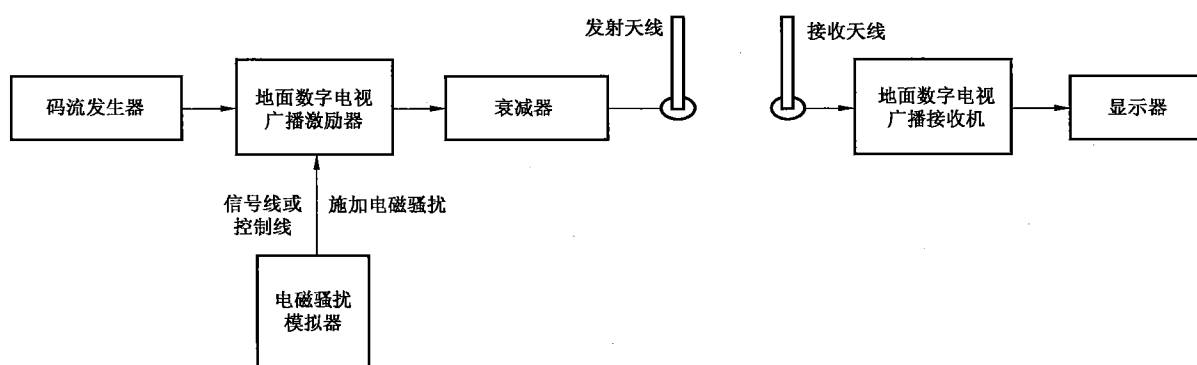 发射天线
接收天线
码流发生器
地面数字电视
广播激励器
衰减器
地面数字电视
广播接收机
显示器
信号线或
控制线
施加电磁骚扰
电磁骚扰
模拟器